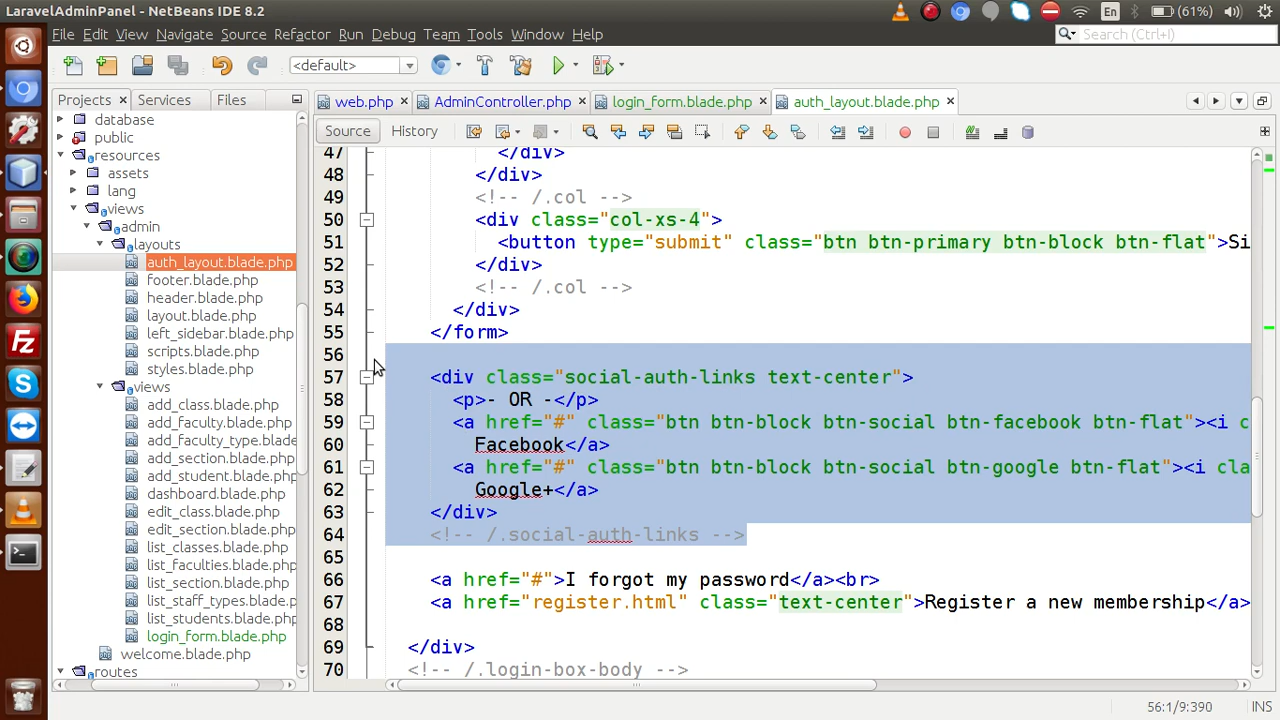 LaravelAdminPanel - NetBeans IDE 8.2
En
(61%)
File Edit View Navigate Source Refactor Run Debug Team Tools Window Help
Search (Ctrl+I)
<default>
Projects Services Files
web.php AdminController.php login_form.blade.php auth_layout.blade.php
Source History
database
public
resources
assets
lang
views
admin
layouts
auth_layout.blade.php
footer.blade.php
header.blade.php
layout.blade.php
left_sidebar.blade.php
scripts.blade.php
styles.blade.php
views
add_class.blade.php
add_faculty.blade.php
add_faculty_type.blade
add_section.blade.php
add_student.blade.php
dashboard.blade.php
edit_class.blade.php
edit_section.blade.php
list_classes.blade.php
list_faculties.blade.php
list_section.blade.php
list_staff_types.blade.p
list_students.blade.php
login_form.blade.php
welcome.blade.php
routes
47 </div>
48 </div>
49 <!-- /.col -->
50 <div class="col-xs-4">
51 <button type="submit" class="btn btn-primary btn-block btn-flat">Si
52 </div>
53 <!-- /.col -->
54 </div>
55 </form>
56
57 <div class="social-auth-links text-center">
58 <p>- OR -</p>
59 <a href="#" class="btn btn-block btn-social btn-facebook btn-flat"><i c
60 Facebook</a>
61 <a href="#" class="btn btn-block btn-social btn-google btn-flat"><i cla
62 Google+</a>
63 </div>
64 <!-- /.social-auth-links -->
65
66 <a href="#">I forgot my password</a><br>
67 <a href="register.html" class="text-center">Register a new membership</a>
68
69 </div>
70 <!-- /.login-box-body -->
56:1/9:390 INS